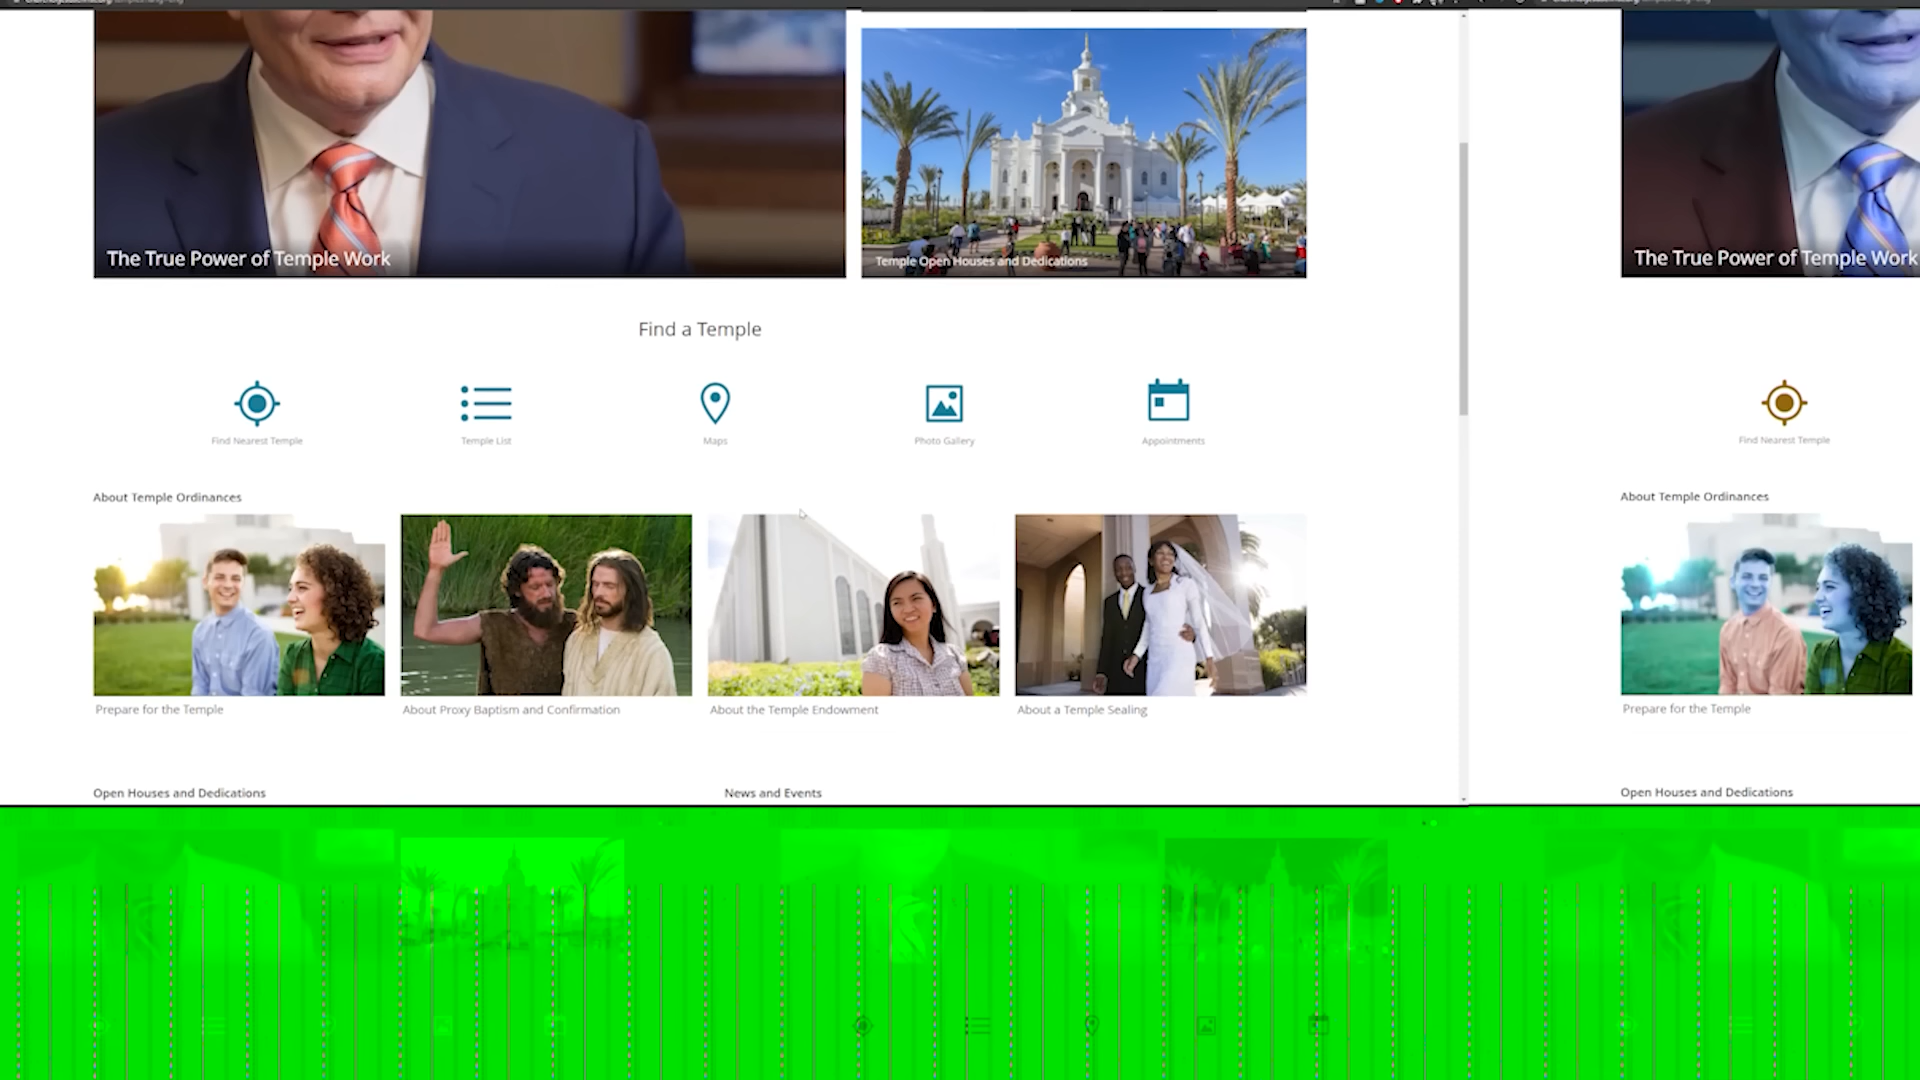 The True Power of Temple Work
Temple Open Houses and Dedications
The True Power of Temple Work
Find a Temple
Find Nearest Temple
Temple List
Maps
Photo Gallery
Appointments
Find Nearest Temple
About Temple Ordinances
About Temple Ordinances
Prepare for the Temple
About Proxy Baptism and Confirmation
About the Temple Endowment
About a Temple Sealing
Prepare for the Temple
Open Houses and Dedications
News and Events
Open Houses and Dedications